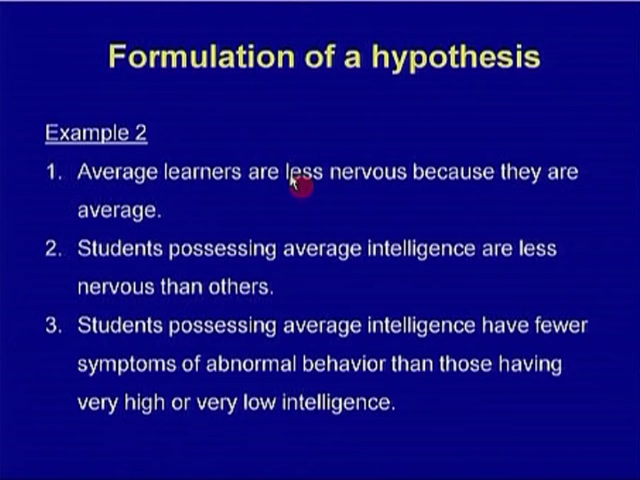 Formulation of a hypothesis
Example 2
1. Average learners are less nervous because they are
average.
2. Students possessing average intelligence are less
nervous than others.
3. Students possessing average intelligence have fewer
symptoms of abnormal behavior than those having
very high or very low intelligence.